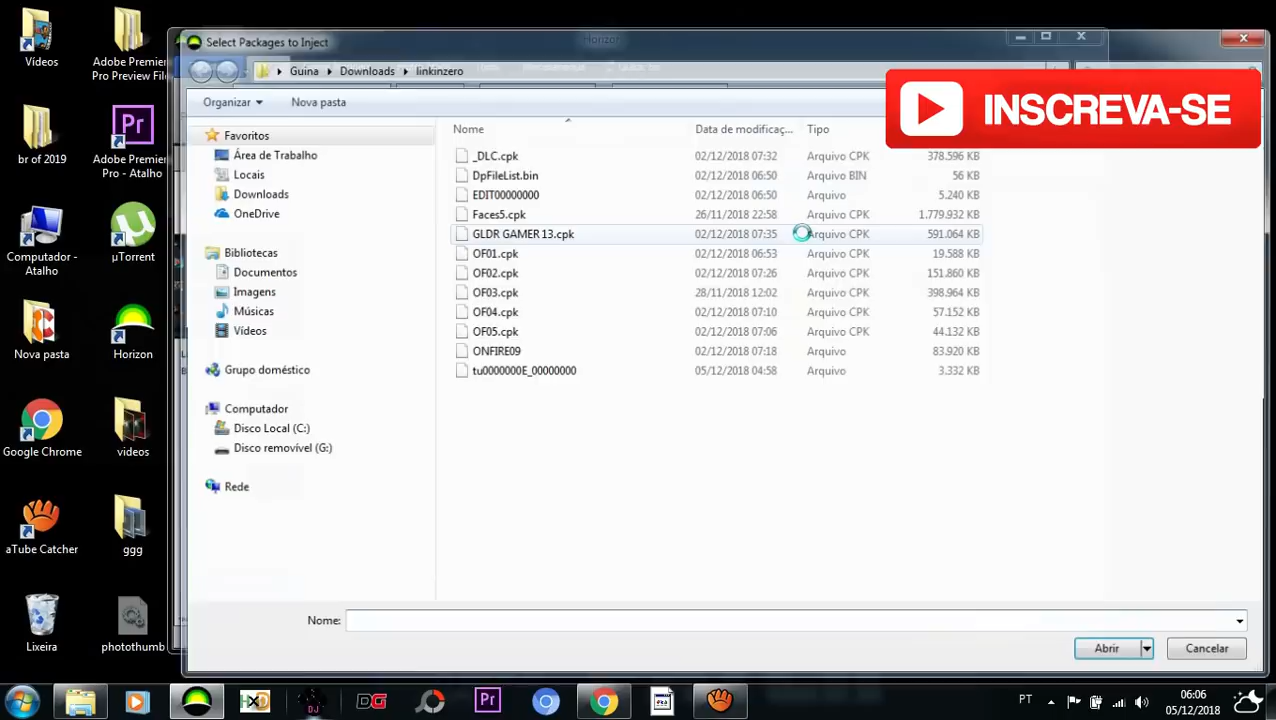 Select Packages to Inject
Horizon
Guina Downloads linkinzero
Organizar Nova pasta
INSCREVA-SE
Nome Data de modificaç... Tipo
Favoritos
Área de Trabalho
Locais
Downloads
OneDrive
Bibliotecas
Documentos
Imagens
Músicas
Vídeos
Grupo doméstico
Computador
Disco Local (C:)
Disco removível (G:)
Rede
_DLC.cpk 02/12/2018 07:32 Arquivo CPK 378.596 KB
DpFileList.bin 02/12/2018 06:50 Arquivo BIN 56 KB
EDIT00000000 02/12/2018 06:50 Arquivo 5.240 KB
Faces5.cpk 26/11/2018 22:58 Arquivo CPK 1.779.932 KB
GLDR GAMER 13.cpk 02/12/2018 07:35 Arquivo CPK 591.064 KB
OF01.cpk 02/12/2018 06:53 Arquivo CPK 19.588 KB
OF02.cpk 02/12/2018 07:26 Arquivo CPK 151.860 KB
OF03.cpk 28/11/2018 12:02 Arquivo CPK 398.964 KB
OF04.cpk 02/12/2018 07:10 Arquivo CPK 57.152 KB
OF05.cpk 02/12/2018 07:06 Arquivo CPK 44.132 KB
ONFIRE09 02/12/2018 07:18 Arquivo 83.920 KB
tu0000000E_00000000 05/12/2018 04:58 Arquivo 3.332 KB
Nome:
Abrir Cancelar
Vídeos
Adobe Premiere
Pro Preview File
br of 2019
Adobe Premier
Pro - Atalho
Computador -
Atalho
µTorrent
Nova pasta
Horizon
Google Chrome
videos
aTube Catcher
ggg
Lixeira
photothumb
HxD
DJ
DG
Pr
PT
06:06
05/12/2018